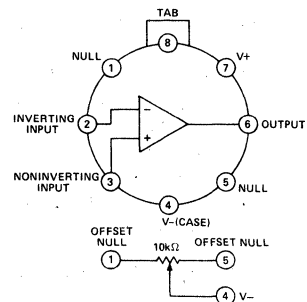 TAB
8
NULL
1
V+
7
INVERTING
INPUT
2
−
+
6
OUTPUT
NONINVERTING
INPUT
3
5
NULL
4
V−(CASE)
OFFSET
NULL
10kΩ
OFFSET NULL
1
5
4
V−